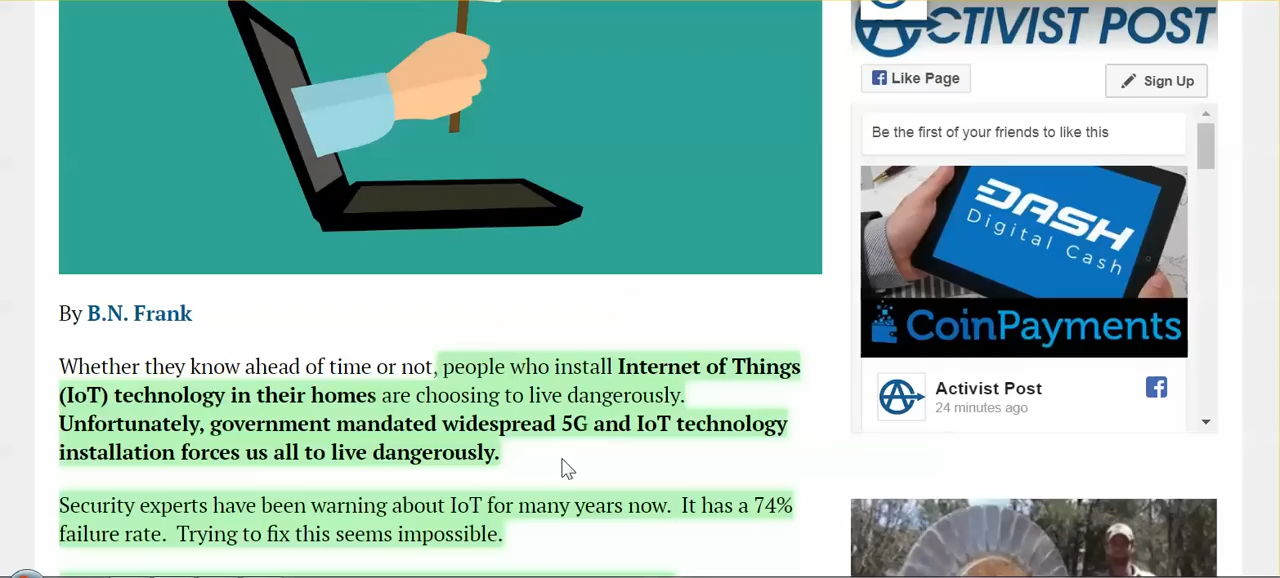 ACTIVIST POST
Like Page
Sign Up
Be the first of your friends to like this
DASH
Digital Cash
CoinPayments
Activist Post
24 minutes ago
By B.N. Frank
Whether they know ahead of time or not, people who install Internet of Things
(IoT) technology in their homes are choosing to live dangerously.
Unfortunately, government mandated widespread 5G and IoT technology
installation forces us all to live dangerously.
Security experts have been warning about IoT for many years now.  It has a 74%
failure rate.  Trying to fix this seems impossible.